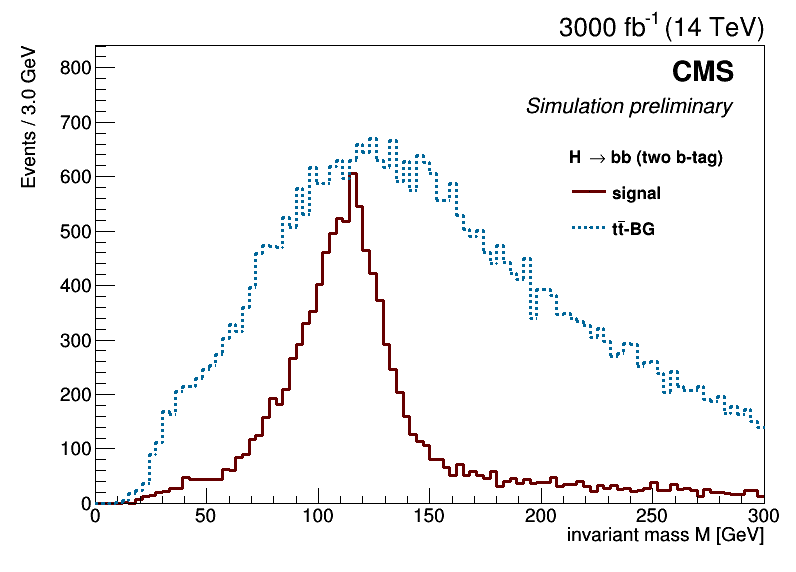 3000 fb⁻¹ (14 TeV)
Events / 3.0 GeV
CMS
Simulation preliminary
H → bb (two b-tag)
signal
tt̄-BG
800
700
600
500
400
300
200
100
0
0 50 100 150 200 250 300
invariant mass M [GeV]